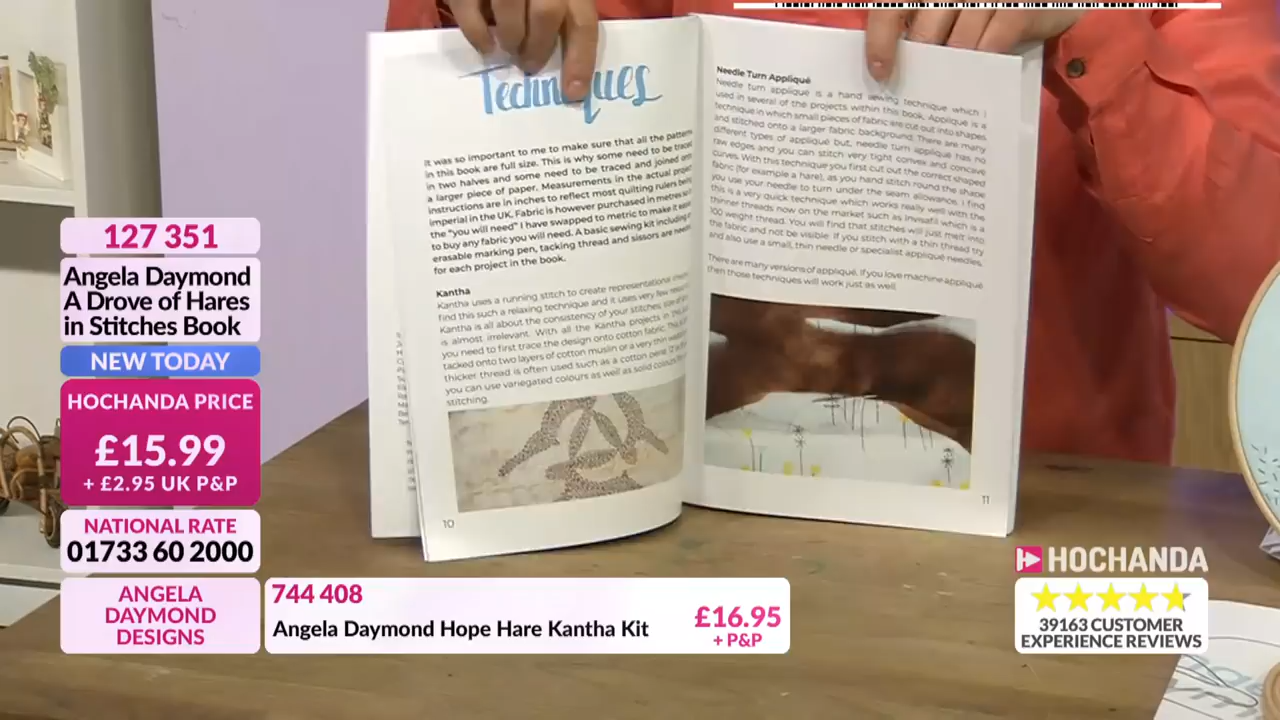 Techniques
It was so important to me to make sure that all the patterns
in this book are full size. This is why some need to be traced
in two halves and some need to be traced and joined onto
a larger piece of paper. Measurements in the actual project
instructions are in inches to reflect most quilting rulers being
imperial in the UK. Fabric is however purchased in metres so in
the "you will need" I have swapped to metric to make it easier
to buy any fabric you will need. A basic sewing kit including an
erasable marking pen, tacking thread and sissors are needed
for each project in the book.
Kantha
Kantha uses a running stitch to create representational
find this such a relaxing technique and it uses very few
Kantha is all about the consistency of your stitches, size
is almost irrelevant. With all the Kantha projects in this
you need to first trace the design onto cotton fabric. This
tacked onto two layers of cotton muslin or a very thin
thicker thread is often used such as a cotton perle
you can use variegated colours as well as solid colours
stitching.
10
Needle Turn Appliqué
Needle turn applique is a hand sewing technique which I
used in several of the projects within this book. Applique is a
technique in which small pieces of fabric are cut out into shapes
and stitched onto a larger fabric background. There are many
different types of appliqué but, needle turn appliqué has no
raw edges and you can stitch very tight convex and concave
curves. With this technique you first cut out the correct shaped
fabric (for example a hare), as you hand stitch round the shape
you use your needle to turn under the seam allowance. I find
this is a very quick technique which works really well with the
thinner threads now on the market such as Invisafil which is a
100 weight thread. You will find that stitches will just melt into
the fabric and not be visible. If you stitch with a thin thread try
and also use a small, thin needle or specialist appliqué needles.
There are many versions of appliqué. If you love machine appliqué
then those techniques will work just as well.
11
127 351
Angela Daymond
A Drove of Hares
in Stitches Book
NEW TODAY
HOCHANDA PRICE
£15.99
+ £2.95 UK P&P
NATIONAL RATE
01733 60 2000
ANGELA
DAYMOND
DESIGNS
744 408
Angela Daymond Hope Hare Kantha Kit
£16.95
+ P&P
HOCHANDA
39163 CUSTOMER
EXPERIENCE REVIEWS